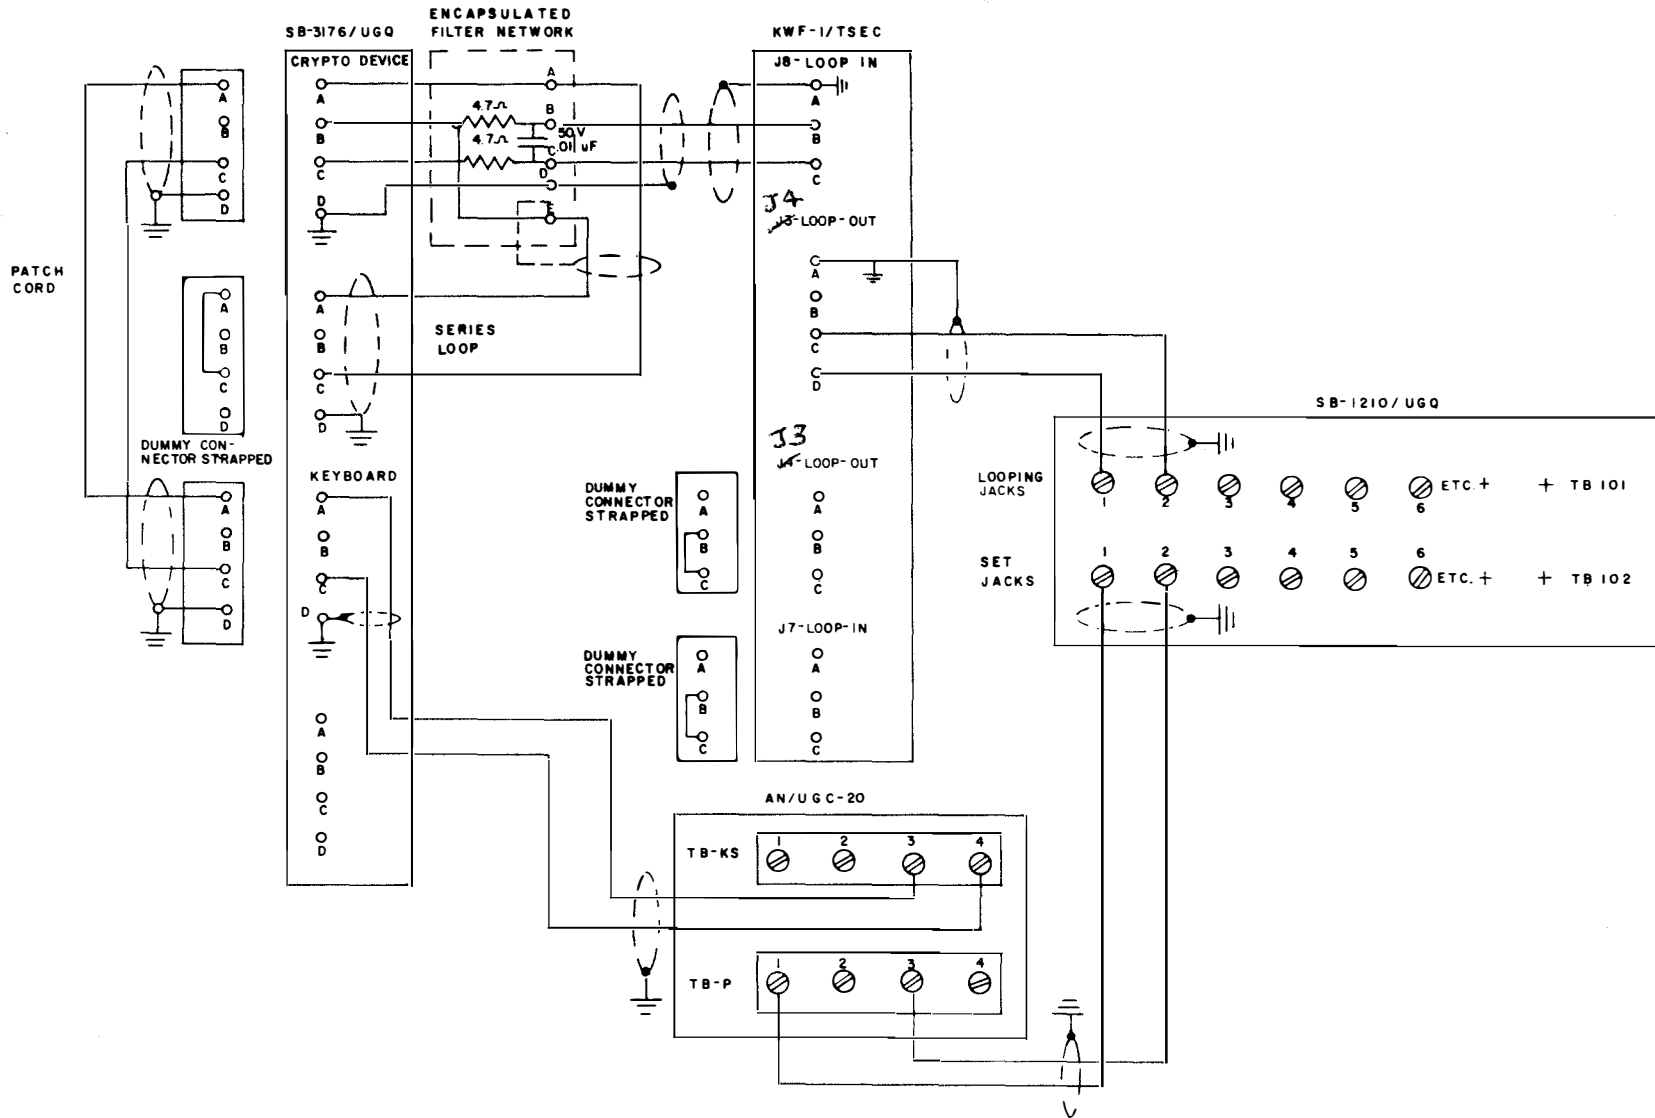 ENCAPSULATED
FILTER NETWORK
SB-3176/UGQ
KWF-1/TSEC
CRYPTO DEVICE
J8-LOOP IN
A
B
C
D
A
B
C
D
A
B
C
D
E
4.7Ω
4.7Ω
50V
.01 uF
A
B
C
J4
J3-LOOP-OUT
A
B
C
D
PATCH
CORD
A
B
C
D
DUMMY CON-
NECTOR STRAPPED
A
B
C
D
SERIES
LOOP
A
B
C
D
KEYBOARD
A
B
C
D
A
B
C
D
J3
J4-LOOP-OUT
DUMMY
CONNECTOR
STRAPPED
A
B
C
A
B
C
J7-LOOP-IN
DUMMY
CONNECTOR
STRAPPED
A
B
C
A
B
C
SB-1210/UGQ
LOOPING
JACKS
1 2 3 4 5 6
ETC. + + TB 101
SET
JACKS
1 2 3 4 5 6
ETC. + + TB 102
AN/UGC-20
TB-KS
1 2 3 4
TB-P
1 2 3 4